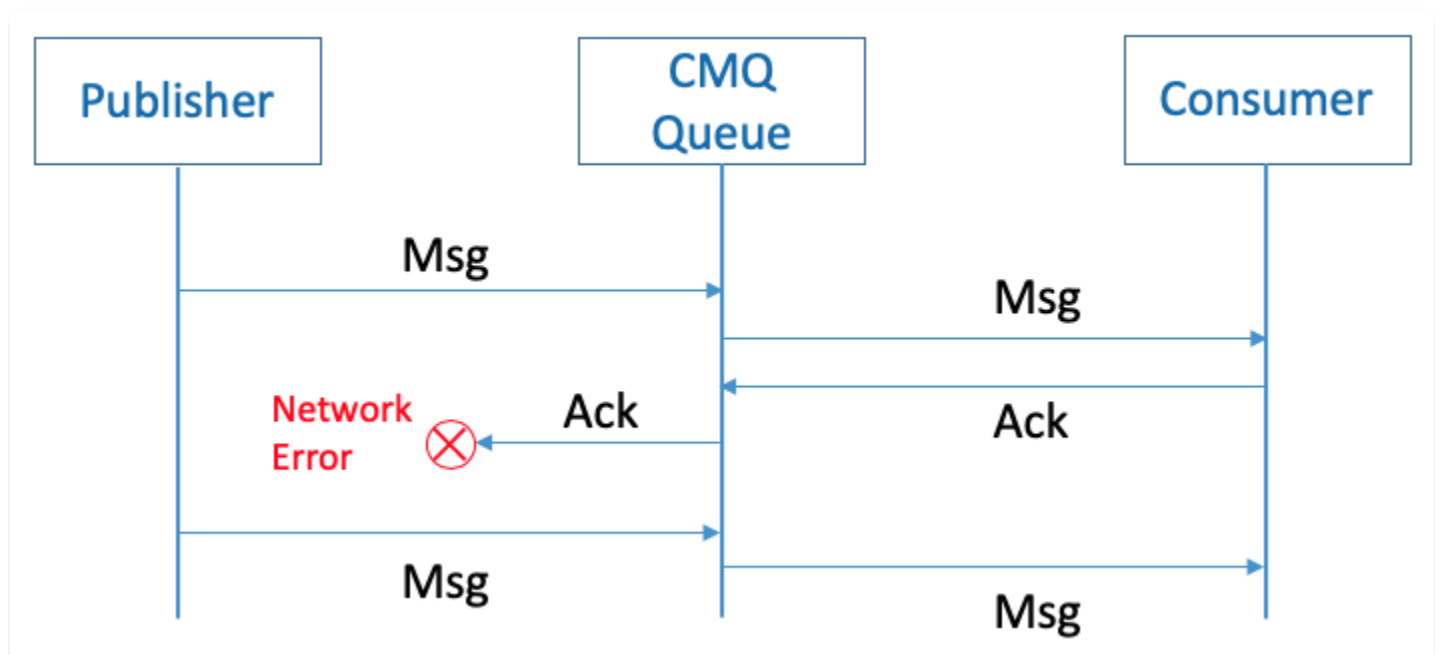 Publisher
CMQ
Queue
Consumer
Msg
Msg
Network
Error
Ack
Ack
Msg
Msg